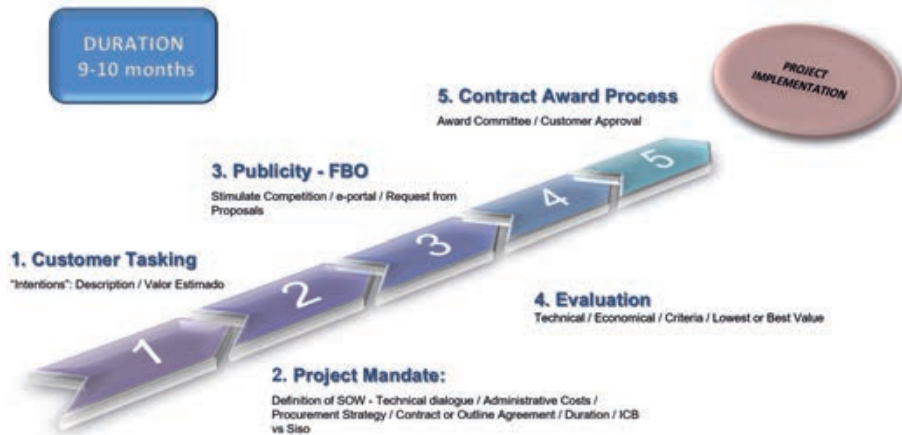 DURATION
9-10 months
PROJECT
IMPLEMENTATION
5. Contract Award Process
Award Committee / Customer Approval
3. Publicity - FBO
Stimulate Competition / e-portal / Request from
Proposals
1. Customer Tasking
"Intentions": Description / Valor Estimado
1
2
3
4
5
4. Evaluation
Technical / Economical / Criteria / Lowest or Best Value
2. Project Mandate:
Definition of SOW - Technical dialogue / Administrative Costs /
Procurement Strategy / Contract or Outline Agreement / Duration / ICB
vs Siso